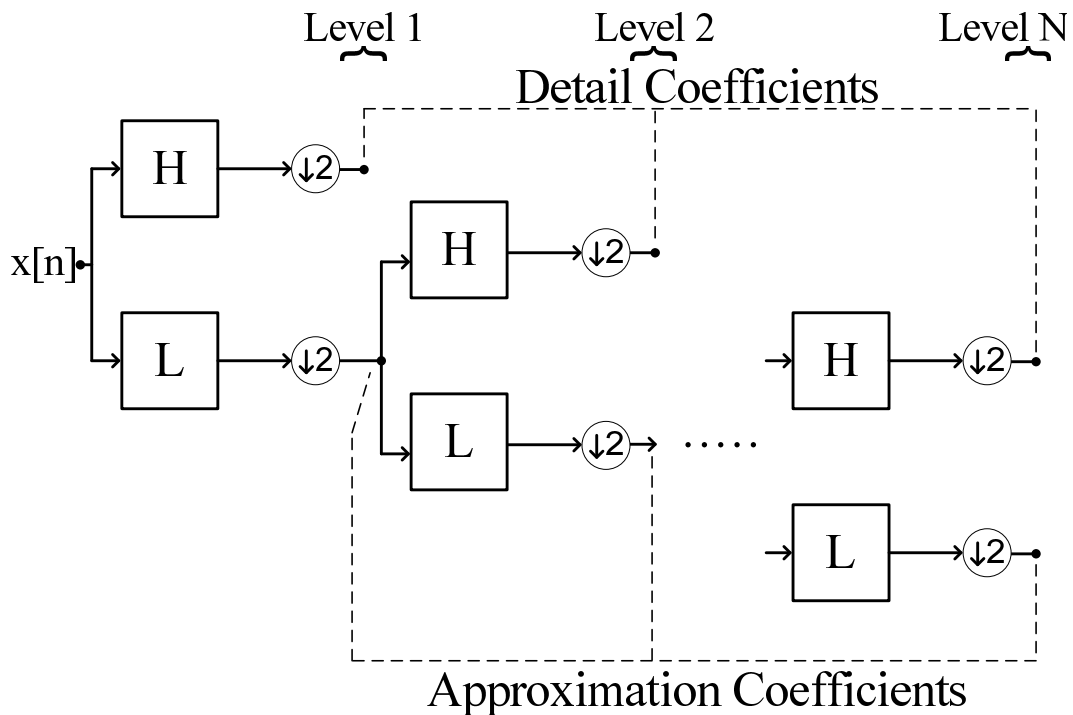 Level 1
Level 2
Level N
Detail Coefficients
H
↓2
H
↓2
x[n]
L
↓2
H
↓2
L
↓2
.....
L
↓2
Approximation Coefficients